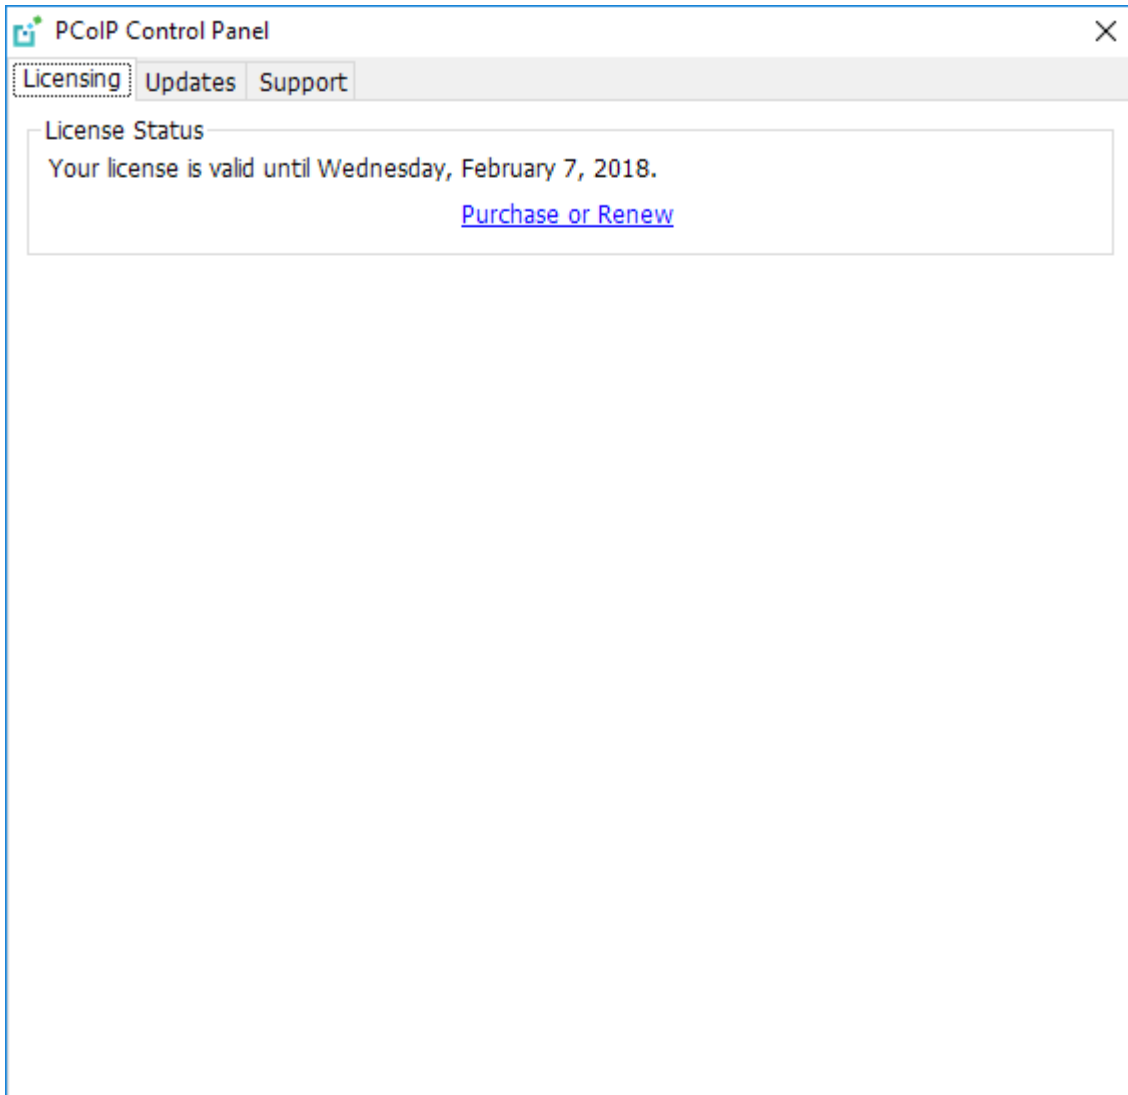 PCoIP Control Panel
Licensing Updates Support
License Status
Your license is valid until Wednesday, February 7, 2018.
Purchase or Renew